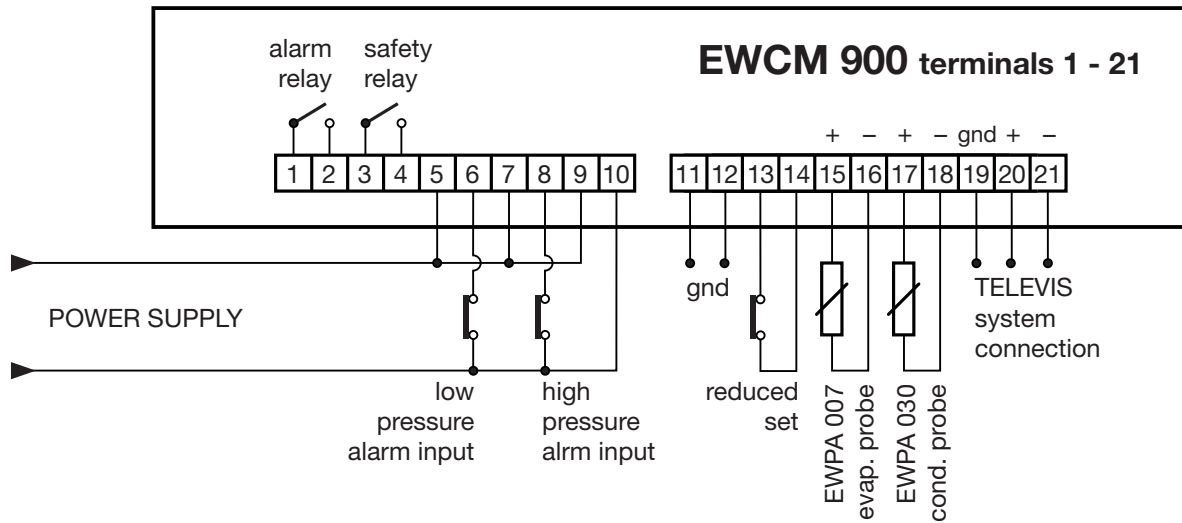 EWCM 900 terminals 1 - 21
alarm
relay
safety
relay
+ – + – gnd + –
1 2 3 4 5 6 7 8 9 10
11 12 13 14 15 16 17 18 19 20 21
POWER SUPPLY
low
pressure
alarm input
high
pressure
alrm input
gnd
reduced
set
EWPA 007
evap. probe
EWPA 030
cond. probe
TELEVIS
system
connection